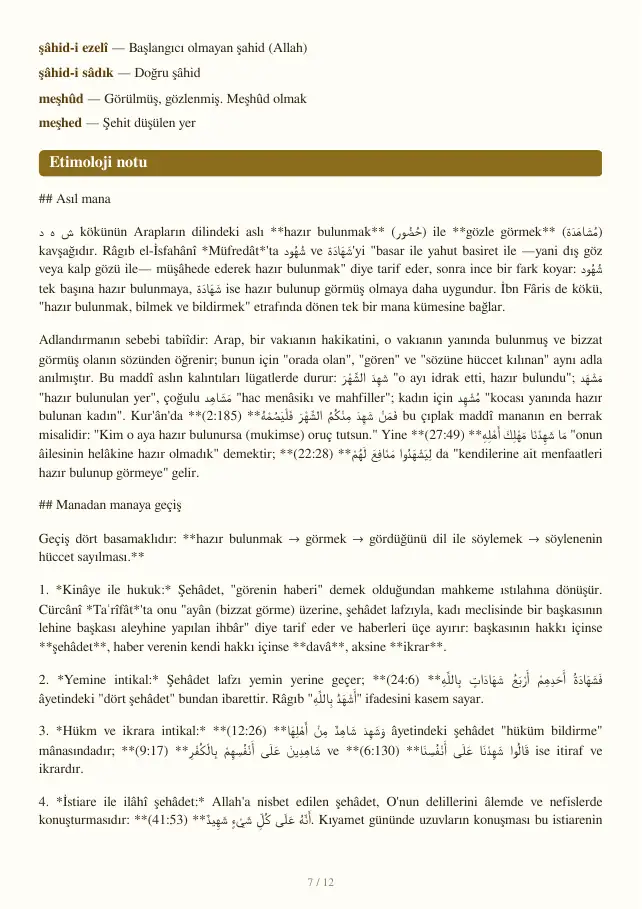 şâhid-i ezelî — Başlangıcı olmayan şahid (Allah)
şâhid-i sâdık — Doğru şâhid
meşhûd — Görülmüş, gözlenmiş. Meşhûd olmak
meşhed — Şehit düşülen yer
Etimoloji notu
## Asıl mana
ش ه د kökünün Arapların dilindeki aslı **hazır bulunmak** (حُضُور) ile **gözle görmek** (مُشَاهَدَة)
kavşağıdır. Râgıb el-İsfahânî *Müfredât*'ta شُهُود ve شَهَادَة'yi "basar ile yahut basiret ile —yani dış göz
veya kalp gözü ile— müşâhede ederek hazır bulunmak" diye tarif eder, sonra ince bir fark koyar: شُهُود
tek başına hazır bulunmaya, شَهَادَة ise hazır bulunup görmüş olmaya daha uygundur. İbn Fâris de kökü,
"hazır bulunmak, bilmek ve bildirmek" etrafında dönen tek bir mana kümesine bağlar.
Adlandırmanın sebebi tabiîdir: Arap, bir vakıanın hakikatini, o vakıanın yanında bulunmuş ve bizzat
görmüş olanın sözünden öğrenir; bunun için "orada olan", "gören" ve "sözüne hüccet kılınan" aynı adla
anılmıştır. Bu maddî aslın kalıntıları lügatlerde durur: شَهِدَ الشَّهْرَ "o ayı idrak etti, hazır bulundu"; مَشْهَد
"hazır bulunulan yer", çoğulu مَشَاهِد "hac menâsıkı ve mahfiller"; kadın için مُشْهِد "kocası yanında hazır
bulunan kadın". Kur'ân'da **(2:185) فَمَنْ شَهِدَ مِنْكُمُ الشَّهْرَ فَلْيَصُمْهُ** bu çıplak maddî mananın en berrak
misalidir: "Kim o aya hazır bulunursa (mukimse) oruç tutsun." Yine **(27:49) مَا شَهِدْنَا مَهْلِكَ أَهْلِهِ** "onun
âilesinin helâkine hazır olmadık" demektir; **(22:28) لِيَشْهَدُوا مَنَافِعَ لَهُمْ** da "kendilerine ait menfaatleri
hazır bulunup görmeye" gelir.
## Manadan manaya geçiş
Geçiş dört basamaklıdır: **hazır bulunmak → görmek → gördüğünü dil ile söylemek → söylenenin
hüccet sayılması.**
1. *Kinâye ile hukuk:* Şehâdet, "görenin haberi" demek olduğundan mahkeme ıstılahına dönüşür.
Cürcânî *Taʿrîfât*'ta onu "ayân (bizzat görme) üzerine, şehâdet lafzıyla, kadı meclisinde bir başkasının
lehine başkası aleyhine yapılan ihbâr" diye tarif eder ve haberleri üçe ayırır: başkasının hakkı içinse
**şehâdet**, haber verenin kendi hakkı içinse **davâ**, aksine **ikrar**.
2. *Yemine intikal:* Şehâdet lafzı yemin yerine geçer; **(24:6) فَشَهَادَةُ أَحَدِهِمْ أَرْبَعُ شَهَادَاتٍ بِاللَّهِ**
âyetindeki "dört şehâdet" bundan ibarettir. Râgıb "أَشْهَدُ بِاللَّهِ" ifadesini kasem sayar.
3. *Hükm ve ikrara intikal:* **(12:26) وَشَهِدَ شَاهِدٌ مِنْ أَهْلِهَا** âyetindeki şehâdet "hüküm bildirme"
mânasındadır; **(9:17) شَاهِدِينَ عَلَى أَنْفُسِهِمْ بِالْكُفْرِ** ve **(6:130) قَالُوا شَهِدْنَا عَلَى أَنْفُسِنَا** ise itiraf ve
ikrardır.
4. *İstiare ile ilâhî şehâdet:* Allah'a nisbet edilen şehâdet, O'nun delillerini âlemde ve nefislerde
konuşturmasıdır: **(41:53) أَنَّهُ عَلَى كُلِّ شَيْءٍ شَهِيدٌ**. Kıyamet gününde uzuvların konuşması bu istiarenin
7 / 12